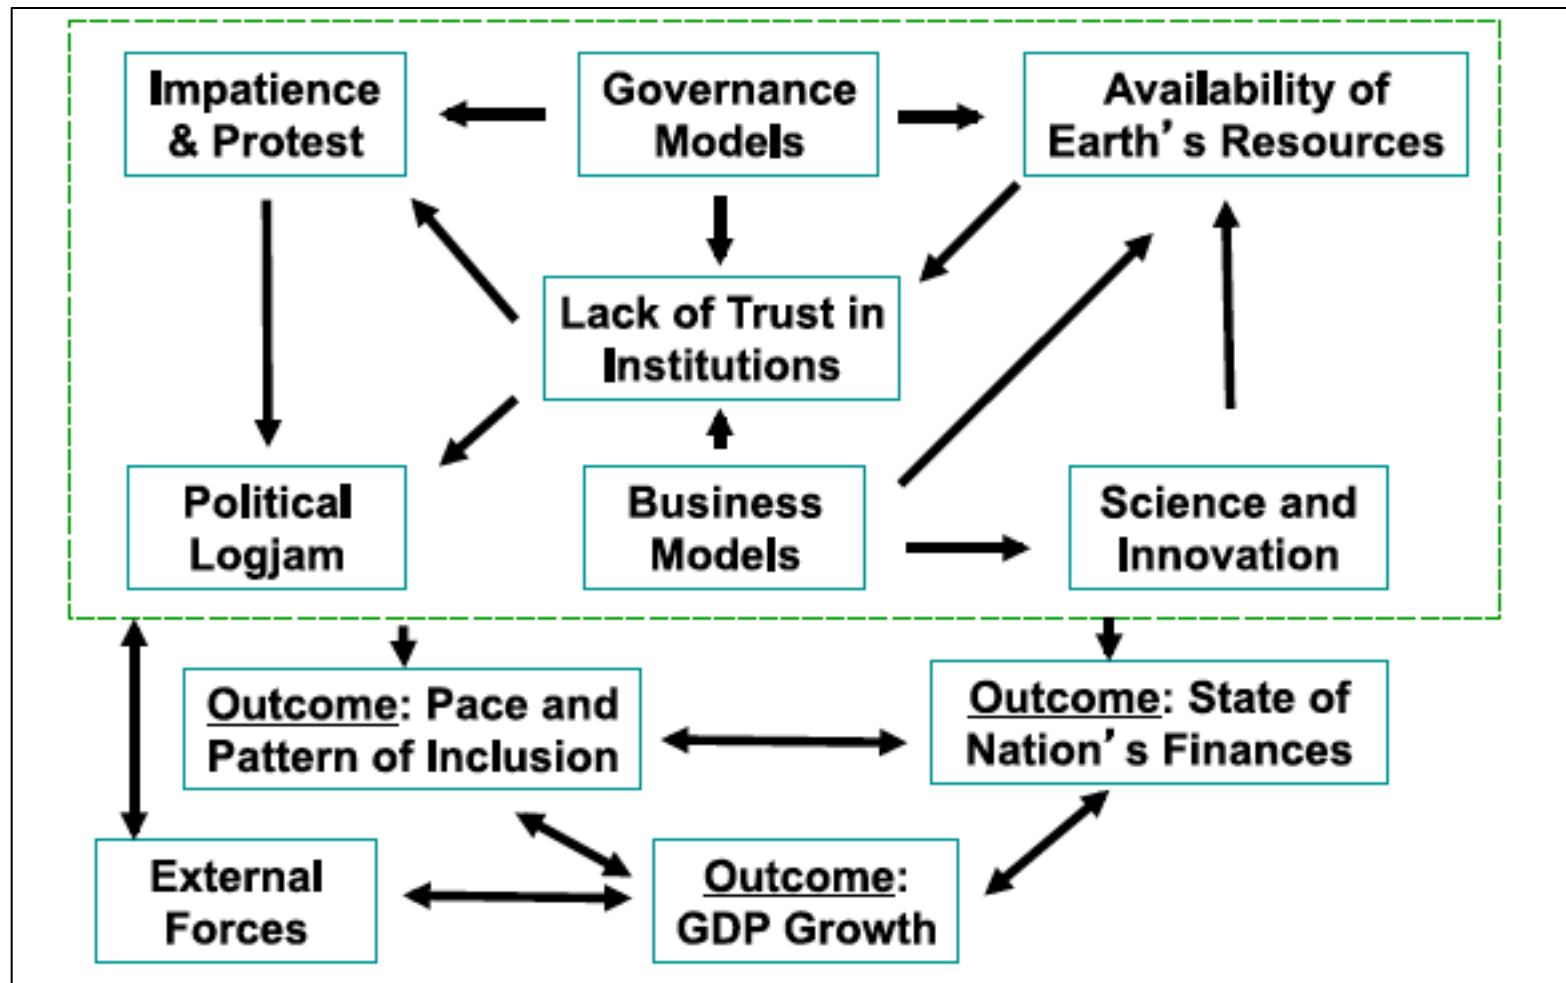 Impatience
& Protest
Governance
Models
Availability of
Earth’s Resources
Lack of Trust in
Institutions
Political
Logjam
Business
Models
Science and
Innovation
Outcome: Pace and
Pattern of Inclusion
Outcome: State of
Nation’s Finances
External
Forces
Outcome:
GDP Growth